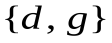 {d, g}